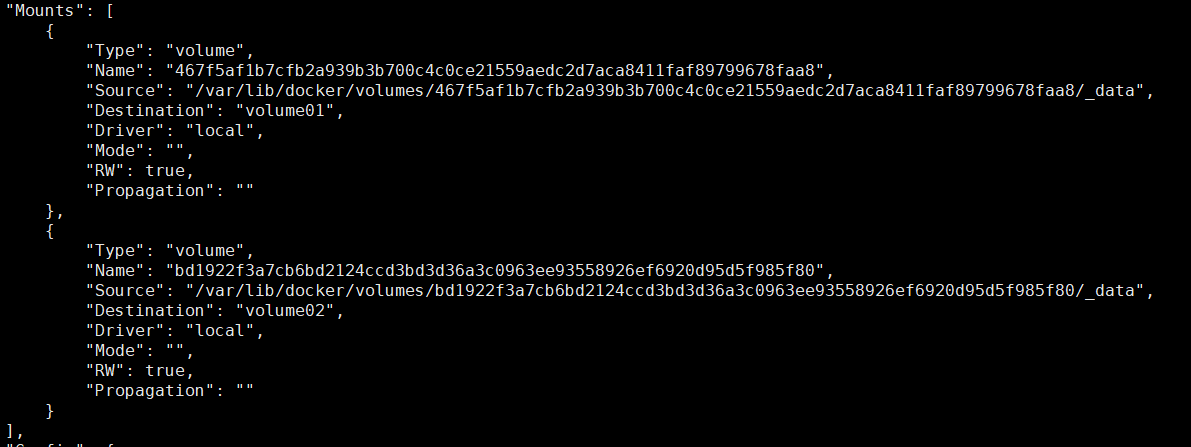 "Mounts": [
{
"Type": "volume",
"Name": "467f5af1b7cfb2a939b3b700c4c0ce21559aedc2d7aca8411faf89799678faa8",
"Source": "/var/lib/docker/volumes/467f5af1b7cfb2a939b3b700c4c0ce21559aedc2d7aca8411faf89799678faa8/_data",
"Destination": "volume01",
"Driver": "local",
"Mode": "",
"RW": true,
"Propagation": ""
},
{
"Type": "volume",
"Name": "bd1922f3a7cb6bd2124ccd3bd3d36a3c0963ee93558926ef6920d95d5f985f80",
"Source": "/var/lib/docker/volumes/bd1922f3a7cb6bd2124ccd3bd3d36a3c0963ee93558926ef6920d95d5f985f80/_data",
"Destination": "volume02",
"Driver": "local",
"Mode": "",
"RW": true,
"Propagation": ""
}
],